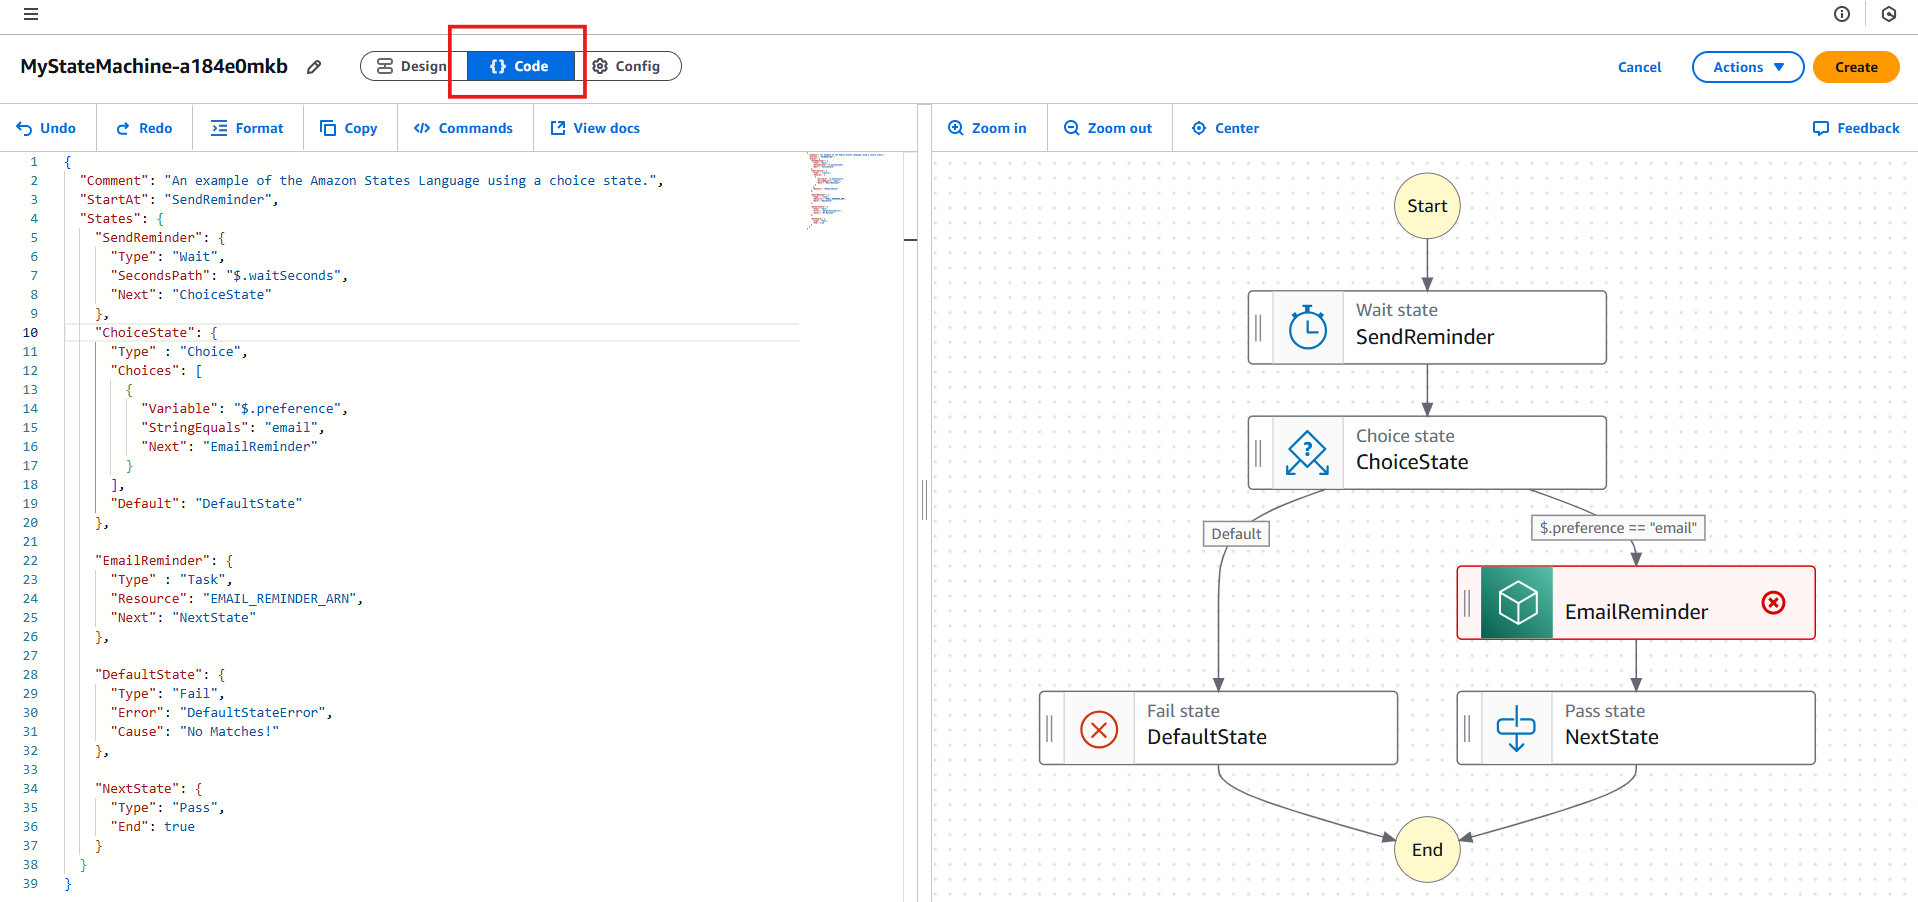 MyStateMachine-a184e0mkb
Design
{} Code
Config
Cancel
Actions
Create
Undo
Redo
Format
Copy
Commands
View docs
Zoom in
Zoom out
Center
Feedback
1 {
2 "Comment": "An example of the Amazon States Language using a choice state.",
3 "StartAt": "SendReminder",
4 "States": {
5 "SendReminder": {
6 "Type": "Wait",
7 "SecondsPath": "$.waitSeconds",
8 "Next": "ChoiceState"
9 },
10 "ChoiceState": {
11 "Type" : "Choice",
12 "Choices": [
13 {
14 "Variable": "$.preference",
15 "StringEquals": "email",
16 "Next": "EmailReminder"
17 }
18 ],
19 "Default": "DefaultState"
20 },
21
22 "EmailReminder": {
23 "Type" : "Task",
24 "Resource": "EMAIL_REMINDER_ARN",
25 "Next": "NextState"
26 },
27
28 "DefaultState": {
29 "Type": "Fail",
30 "Error": "DefaultStateError",
31 "Cause": "No Matches!"
32 },
33
34 "NextState": {
35 "Type": "Pass",
36 "End": true
37 }
38 }
39 }
Start
Wait state
SendReminder
Choice state
ChoiceState
Default
$.preference == "email"
EmailReminder
Fail state
DefaultState
Pass state
NextState
End